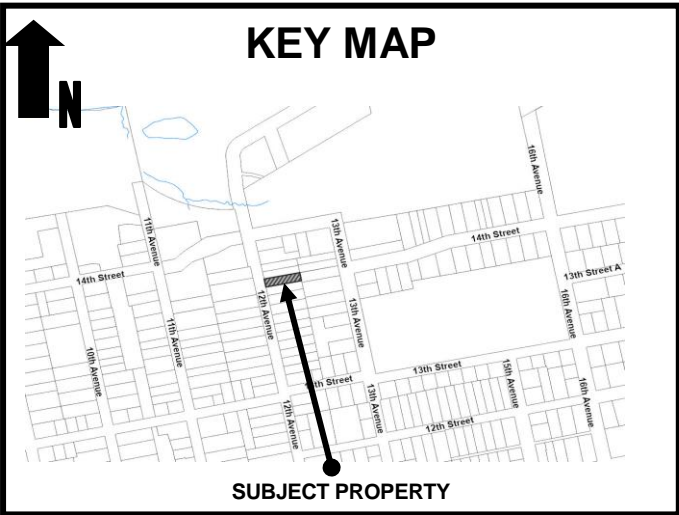 KEY MAP
N
16th Avenue
11th Avenue
13th Avenue
14th Street
14th Street
13th Street A
12th Avenue
13th Avenue
16th Avenue
11th Avenue
10th Avenue
13th Street
th Street
15th Avenue
16th Avenue
13th Avenue
12th Avenue
12th Street
SUBJECT PROPERTY